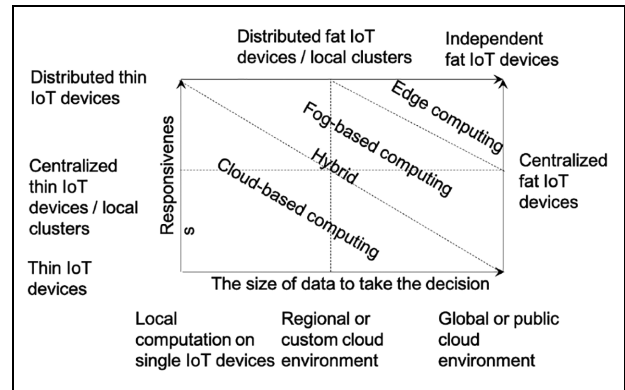 Distributed fat IoT
devices / local clusters
Independent
fat IoT devices
Distributed thin
IoT devices
Edge computing
Fog-based computing
Hybrid
Cloud-based computing
Centralized
thin IoT
devices / local
clusters
Responsivenes
s
Centralized
fat IoT
devices
Thin IoT
devices
The size of data to take the decision
Local
computation on
single IoT devices
Regional or
custom cloud
environment
Global or public
cloud
environment